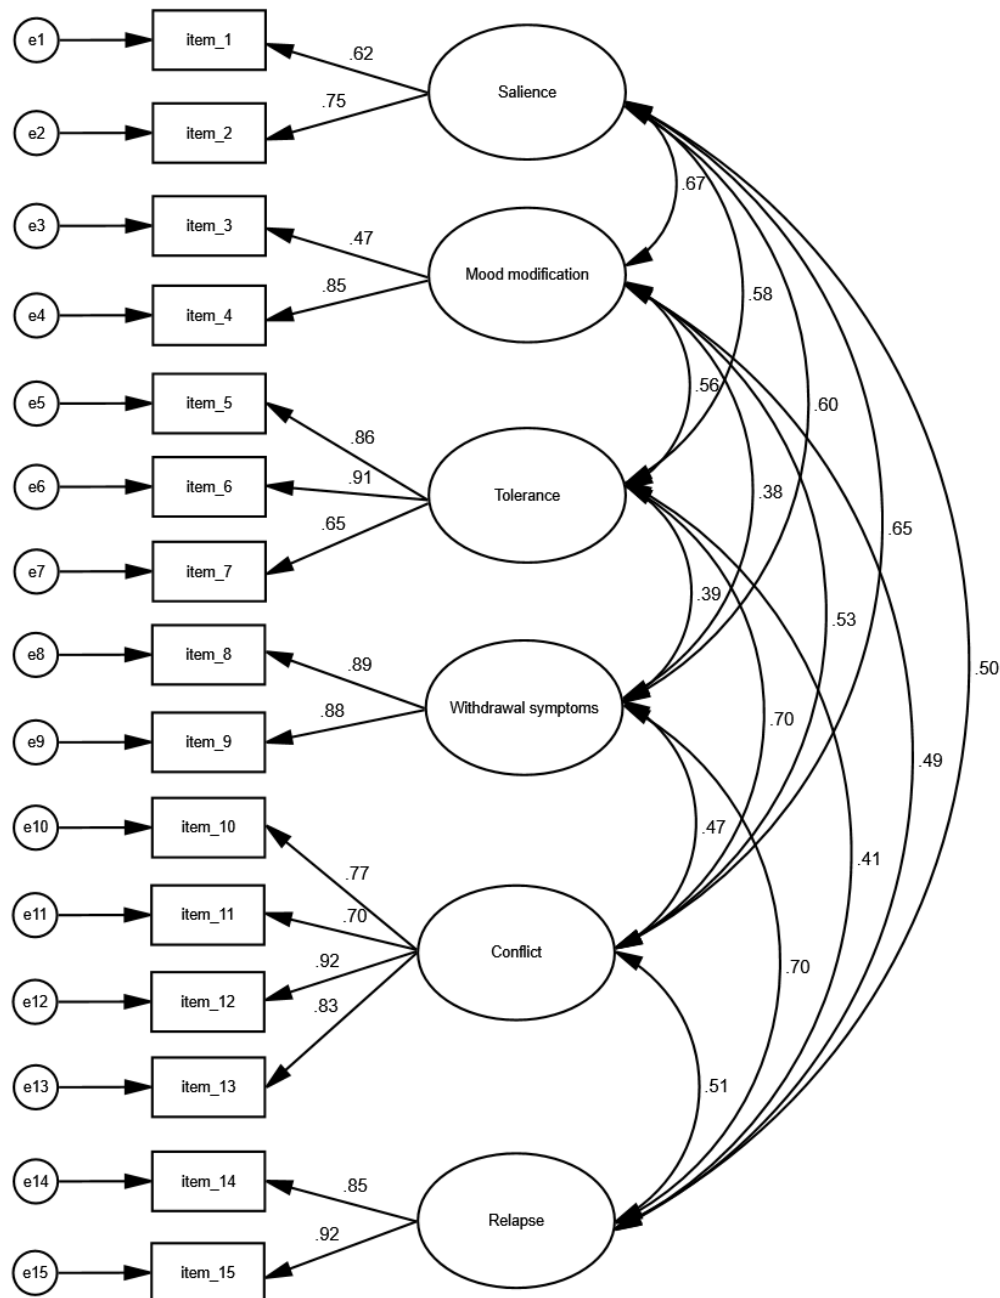 e1
item_1
.62
Salience
.75
e2
item_2
.67
e3
item_3
.47
Mood modification
.85
.58
e4
item_4
.56
.60
e5
item_5
.86
.91
e6
item_6
Tolerance
.38
.65
.65
e7
item_7
.39
.53
e8
item_8
.89
.50
.88
Withdrawal symptoms
.70
e9
item_9
.49
e10
item_10
.47
.77
.41
e11
item_11
.70
.92
Conflict
.70
e12
item_12
.83
e13
item_13
.51
e14
item_14
.85
Relapse
.92
e15
item_15